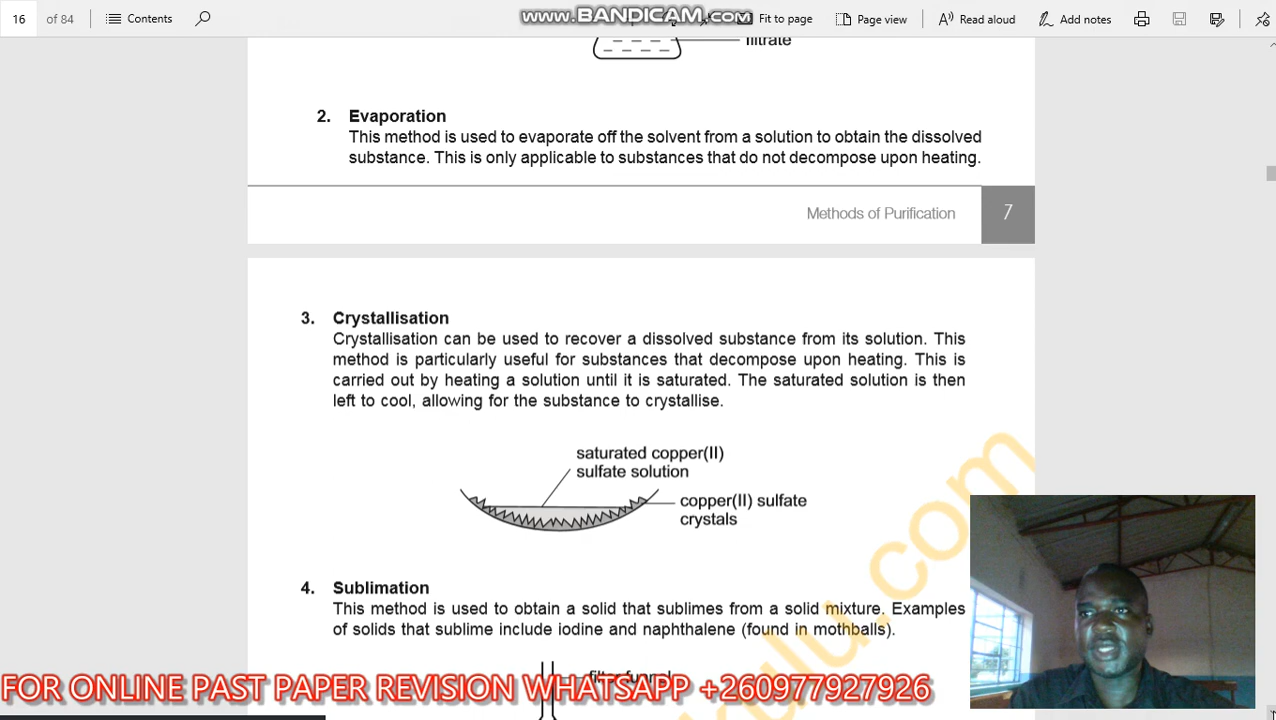 16 of 84 Contents www.BANDICAM.com Fit to page Page view Read aloud Add notes
filtrate
2. Evaporation
This method is used to evaporate off the solvent from a solution to obtain the dissolved
substance. This is only applicable to substances that do not decompose upon heating.
Methods of Purification 7
3. Crystallisation
Crystallisation can be used to recover a dissolved substance from its solution. This
method is particularly useful for substances that decompose upon heating. This is
carried out by heating a solution until it is saturated. The saturated solution is then
left to cool, allowing for the substance to crystallise.
saturated copper(II)
sulfate solution
copper(II) sulfate
crystals
4. Sublimation
This method is used to obtain a solid that sublimes from a solid mixture. Examples
of solids that sublime include iodine and naphthalene (found in mothballs).
filter funnel
FOR ONLINE PAST PAPER REVISION WHATSAPP +260977927926